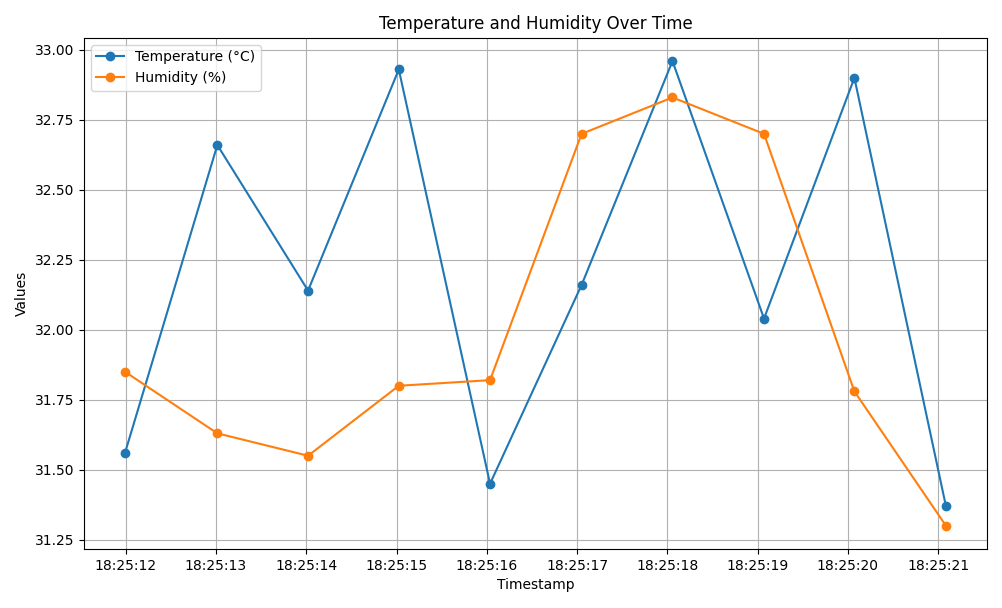 Temperature and Humidity Over Time
Temperature (°C)
Humidity (%)
33.00
32.75
32.50
32.25
32.00
31.75
31.50
31.25
Values
18:25:12 18:25:13 18:25:14 18:25:15 18:25:16 18:25:17 18:25:18 18:25:19 18:25:20 18:25:21
Timestamp